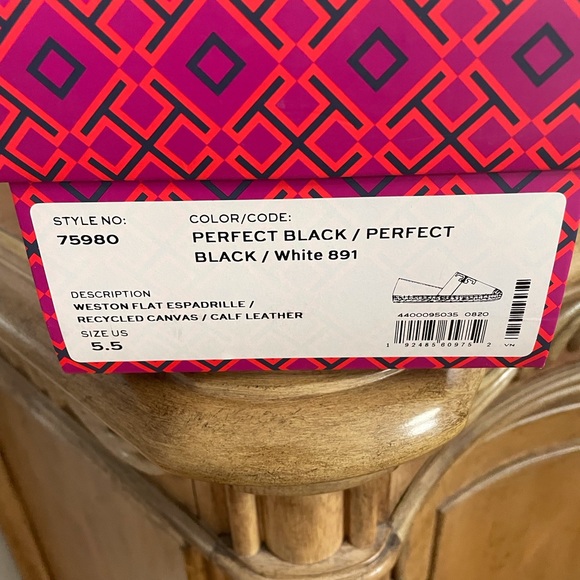 STYLE NO:
75980
COLOR/CODE:
PERFECT BLACK / PERFECT
BLACK / White 891
DESCRIPTION
WESTON FLAT ESPADRILLE /
RECYCLED CANVAS / CALF LEATHER
SIZE US
5.5
4400095035 0820
1 92485 60975 2
VN